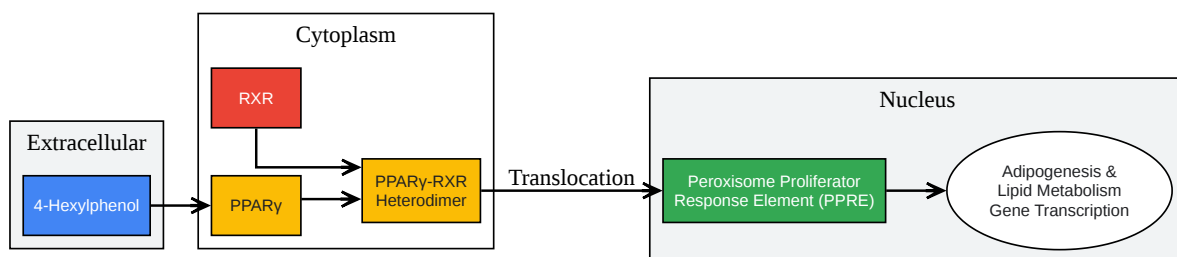 Extracellular
4-Hexylphenol
Cytoplasm
RXR
PPARγ
PPARγ-RXR
Heterodimer
Translocation
Nucleus
Peroxisome Proliferator
Response Element (PPRE)
Adipogenesis &
Lipid Metabolism
Gene Transcription